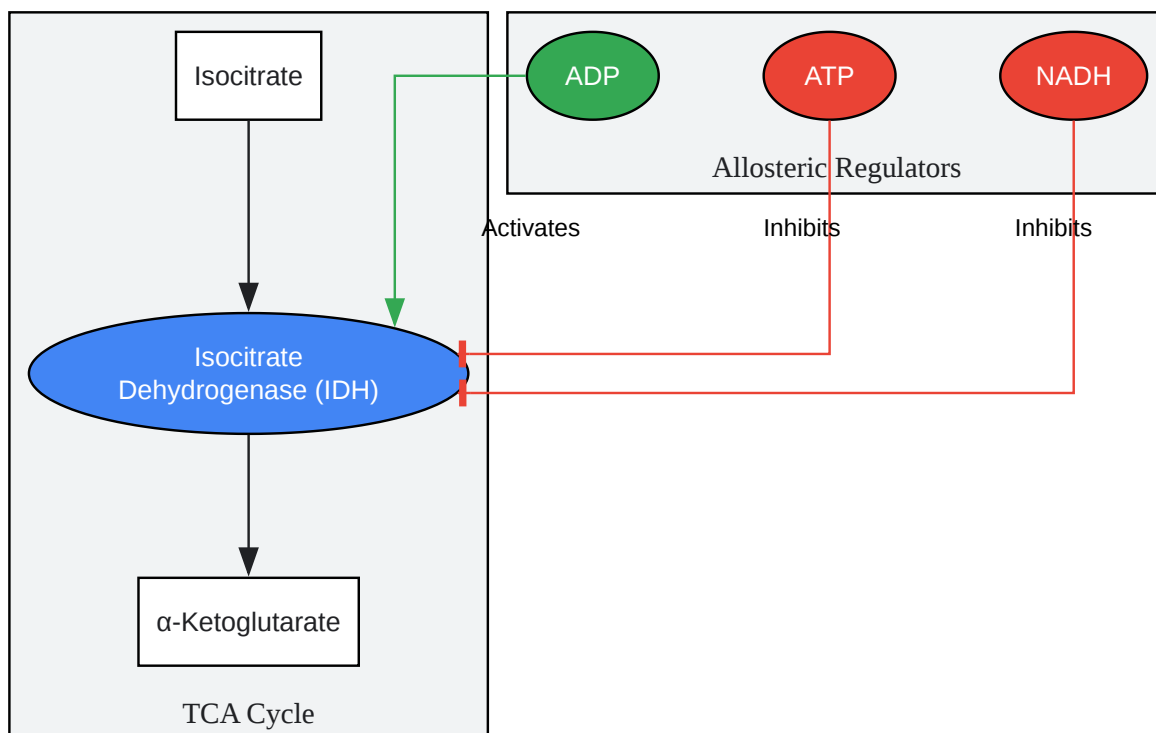 Isocitrate
ADP
ATP
NADH
Allosteric Regulators
Activates
Inhibits
Inhibits
Isocitrate
Dehydrogenase (IDH)
α-Ketoglutarate
TCA Cycle